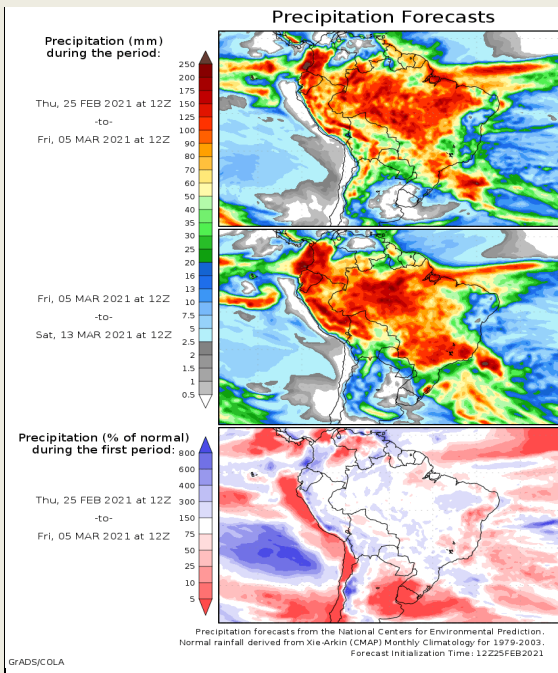 Precipitation Forecasts
Precipitation (mm)
during the period:
Thu, 25 FEB 2021 at 12Z
-to-
Fri, 05 MAR 2021 at 12Z
250
200
175
150
125
100
90
80
70
60
50
40
35
30
25
20
16
13
10
7.5
5
2.5
2
1.5
1
0.5
Fri, 05 MAR 2021 at 12Z
-to-
Sat, 13 MAR 2021 at 12Z
Precipitation (% of normal)
during the first period:
Thu, 25 FEB 2021 at 12Z
-to-
Fri, 05 MAR 2021 at 12Z
800
600
400
300
150
75
50
25
10
5
Precipitation forecasts from the National Centers for Environmental Prediction.
Normal rainfall derived from Xie-Arkin (CMAP) Monthly Climatology for 1979-2003.
Forecast Initialization Time: 12Z25FEB2021
GrADS/COLA